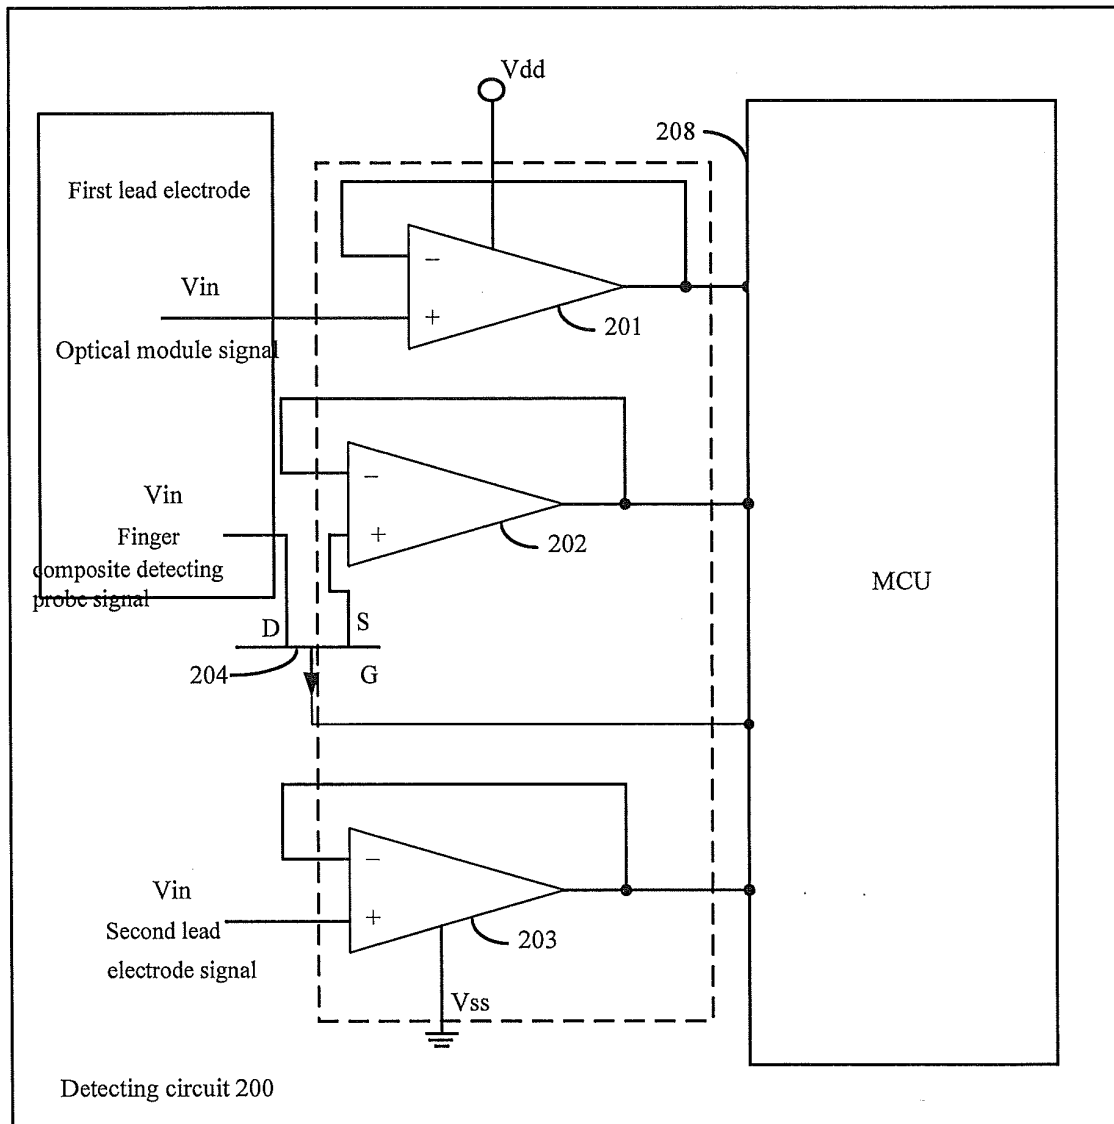 Vdd
208
First lead electrode
−
Vin
+
201
Optical module signal
−
Vin
+
Finger
202
composite detecting
probe signal
MCU
D
S
204
G
−
Vin
+
Second lead
203
electrode signal
Vss
Detecting circuit 200